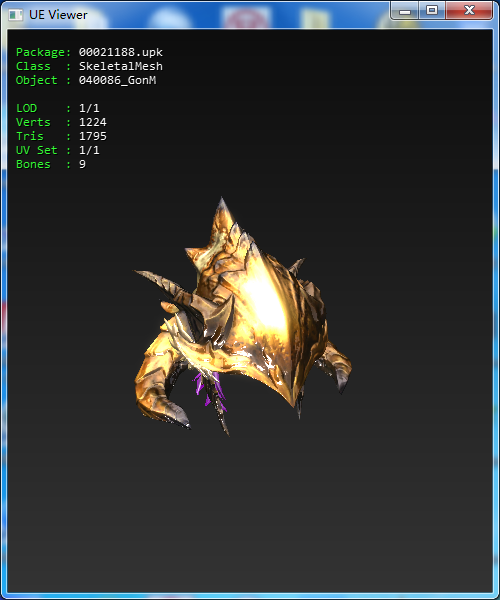 UE Viewer
Package: 00021188.upk
Class : SkeletalMesh
Object : 040086_GonM
LOD : 1/1
Verts : 1224
Tris : 1795
UV Set : 1/1
Bones : 9